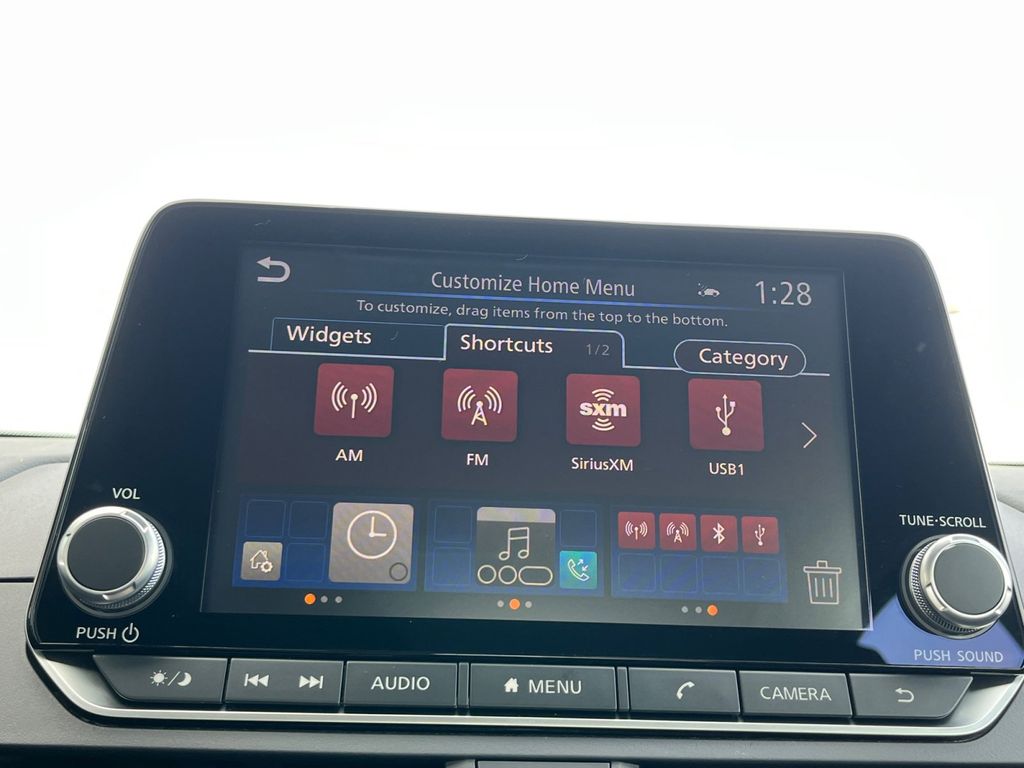 Customize Home Menu
1:28
To customize, drag items from the top to the bottom.
Widgets
Shortcuts
1/2
Category
sxm
AM
FM
SiriusXM
USB1
VOL
PUSH
TUNE·SCROLL
PUSH SOUND
AUDIO
MENU
CAMERA